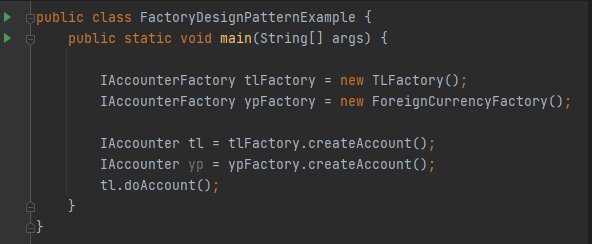 public class FactoryDesignPatternExample {
public static void main(String[] args) {
IAccounterFactory tlFactory = new TLFactory();
IAccounterFactory ypFactory = new ForeignCurrencyFactory();
IAccounter tl = tlFactory.createAccount();
IAccounter yp = ypFactory.createAccount();
tl.doAccount();
}
}